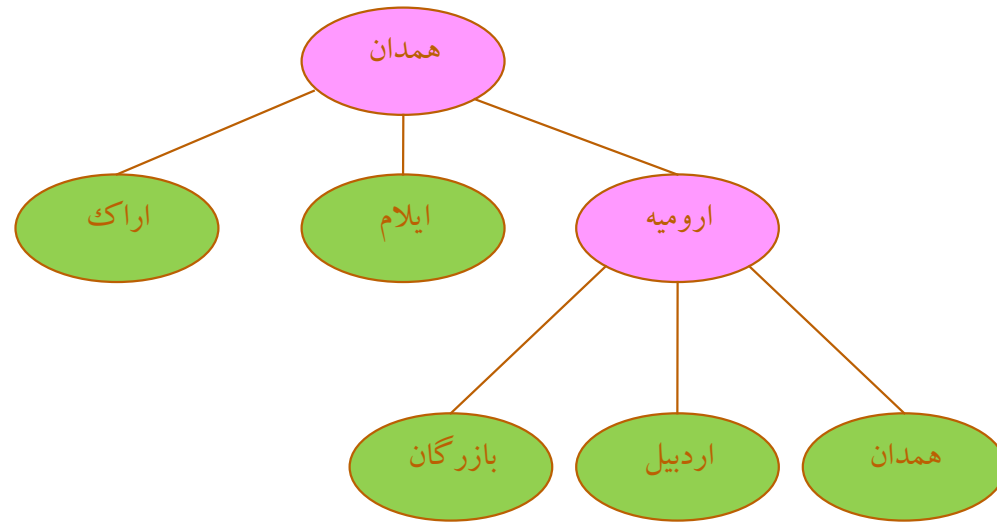 همدان
ارومیه
ایلام
اراک
همدان
اردبیل
بازرگان